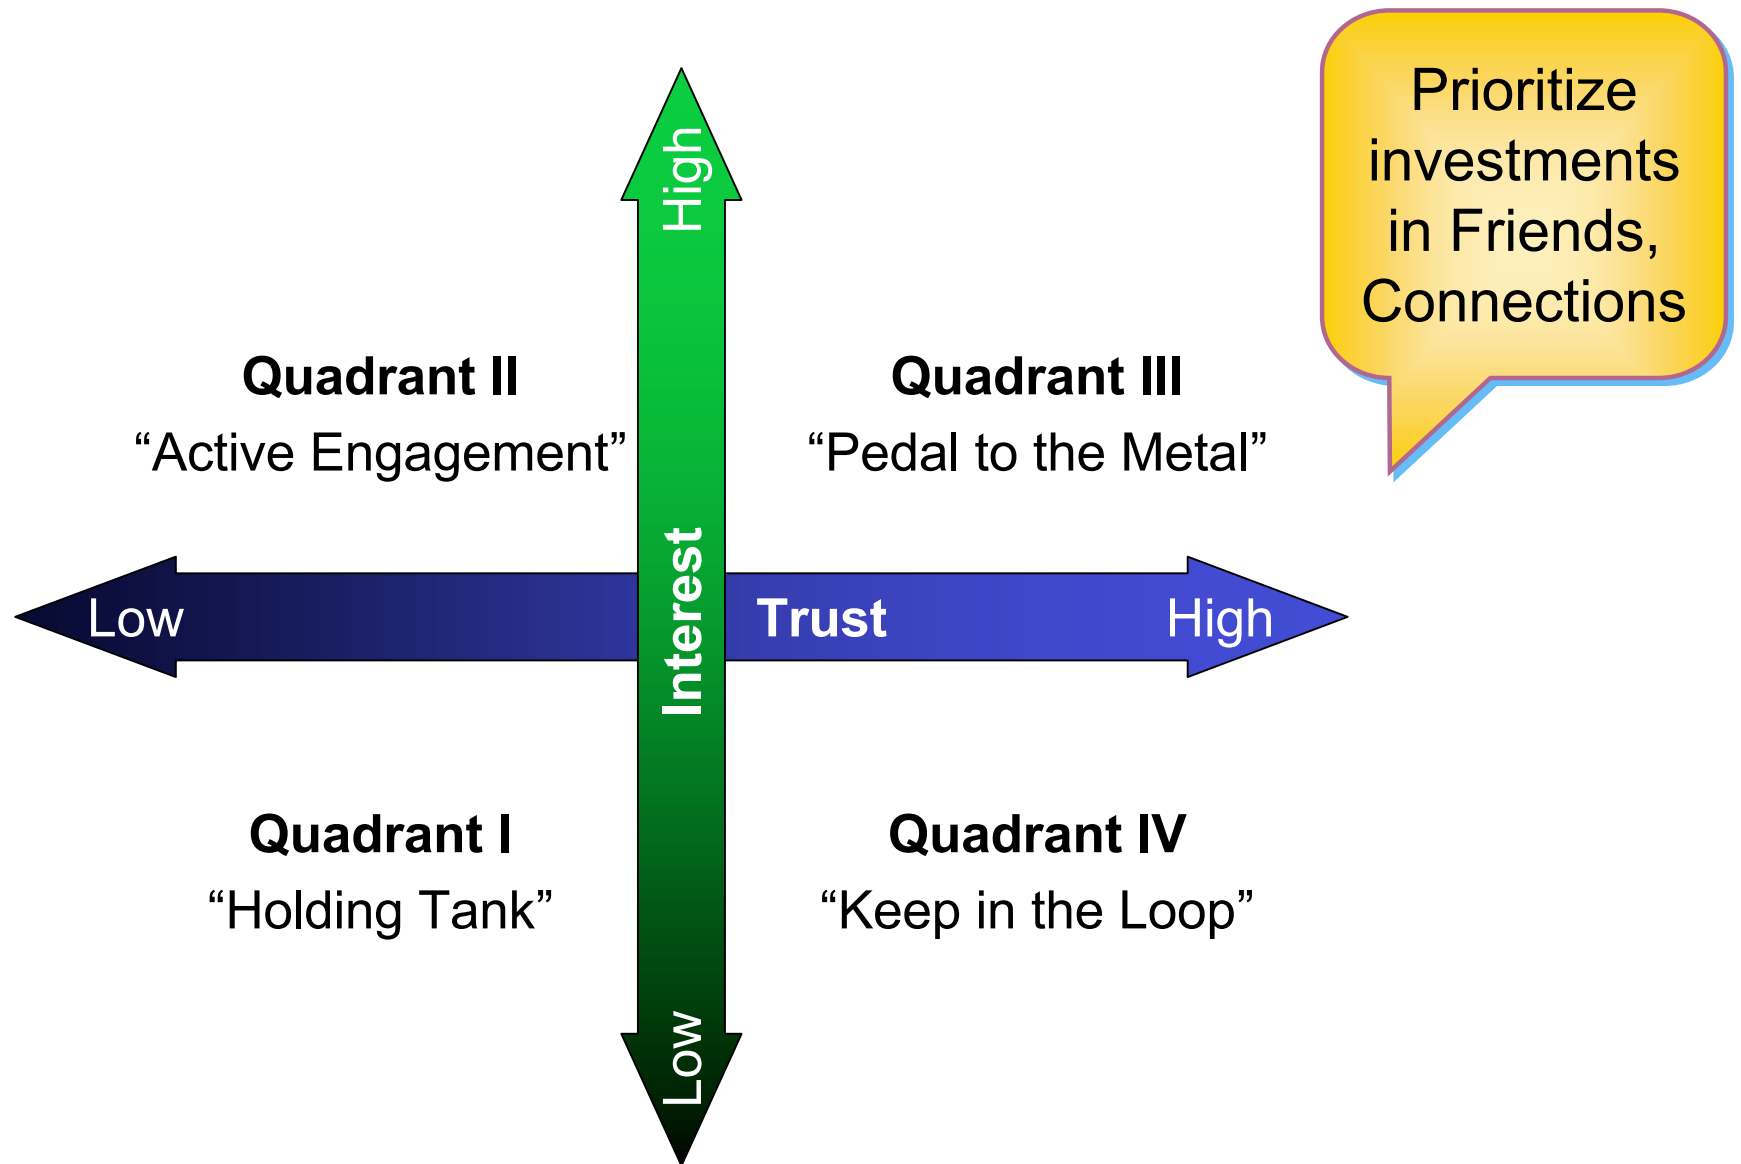 Prioritize
investments
in Friends,
Connections
High
Quadrant II
Quadrant III
“Active Engagement”
“Pedal to the Metal”
Interest
Low
Trust
High
Quadrant I
Quadrant IV
“Holding Tank”
“Keep in the Loop”
Low